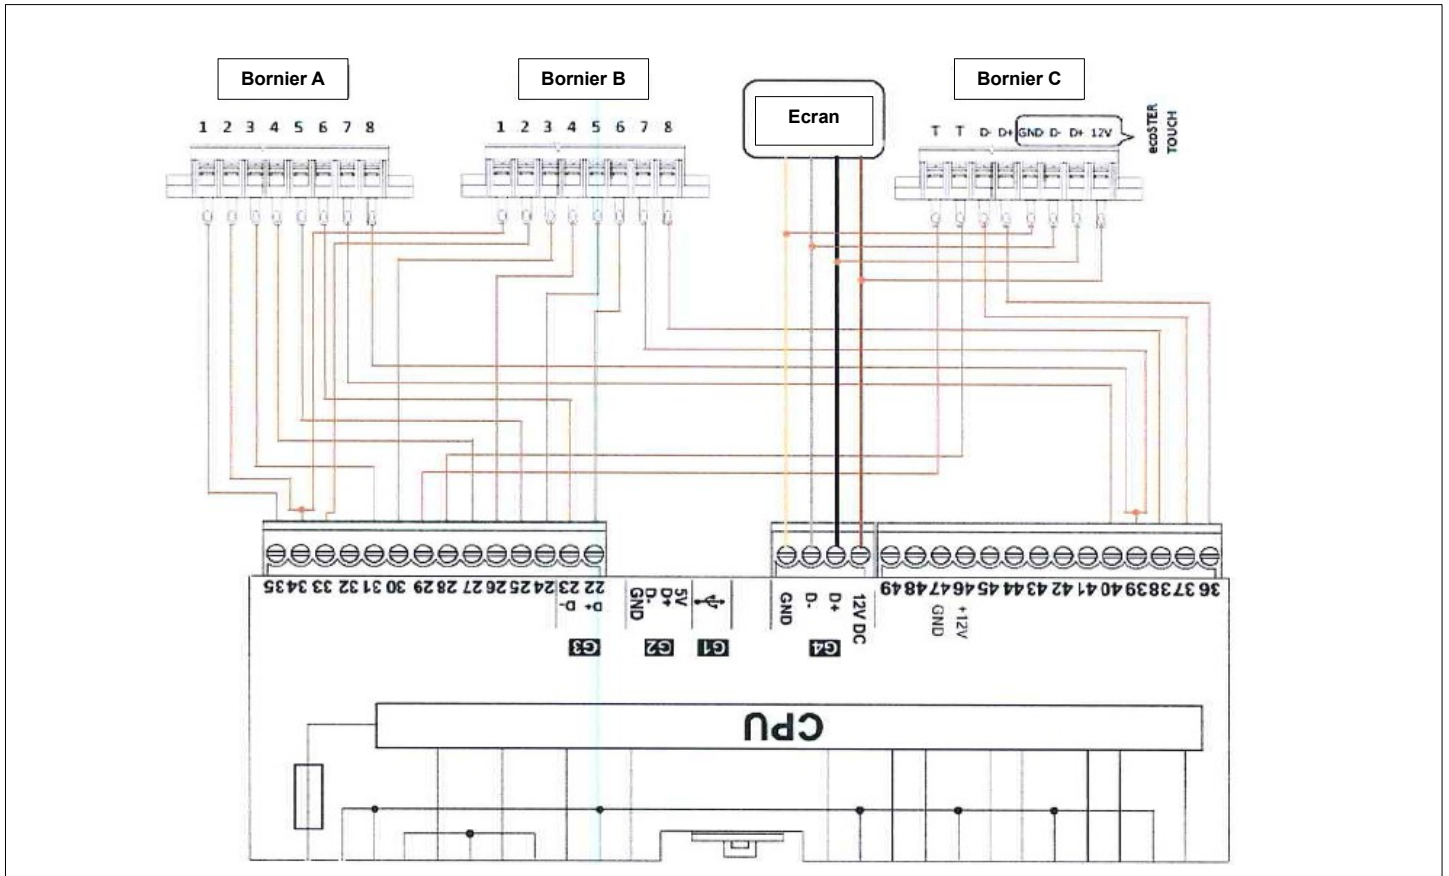 Bornier A
Bornier B
Ecran
Bornier C
1 2 3 4 5 6 7 8
1 2 3 4 5 6 7 8
T T D- D+ GND D- D+ 12V
ecoSTER
TOUCH
35 34 33 32 31 30 29 28 27 26 25 24 23 22
49 48 47 46 45 44 43 42 41 40 39 38 37 36
D- D+
GND D- D+ 5V
GND D- D+ 12V DC
GND +12V
G3 G2 G1 G4
CPU